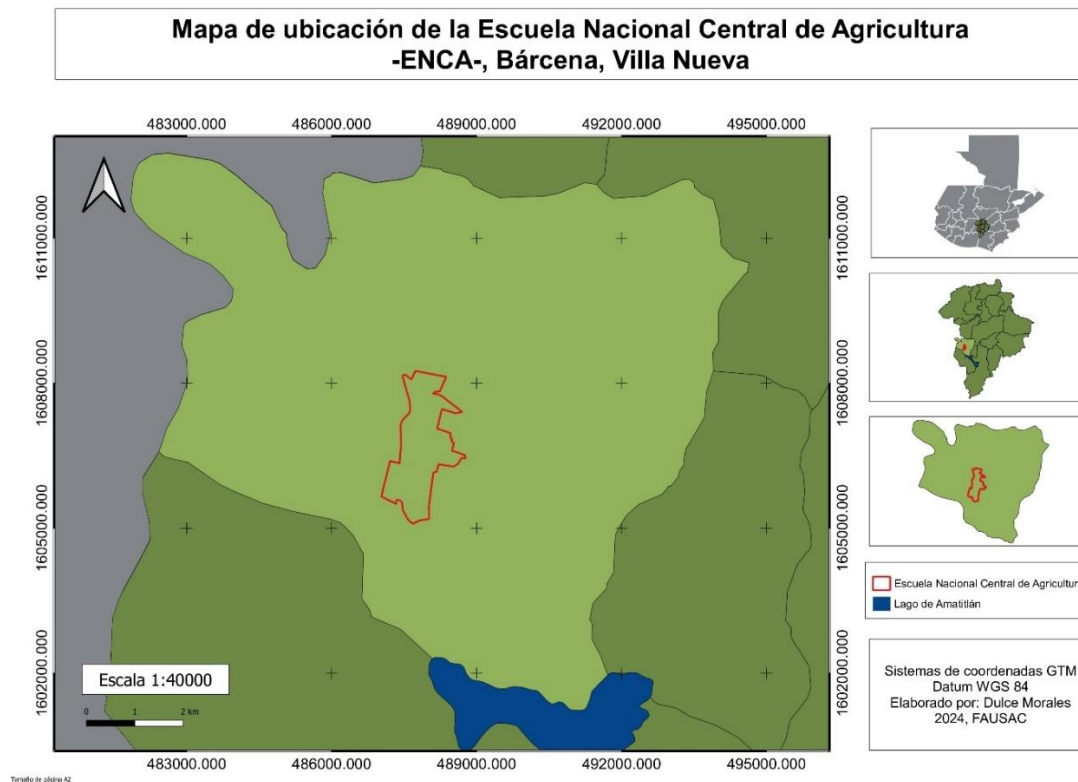 Mapa de ubicación de la Escuela Nacional Central de Agricultura
-ENCA-, Bárcena, Villa Nueva
483000.000 486000.000 489000.000 492000.000 495000.000
1611000.000 1611000.000
1608000.000 1608000.000
1605000.000 1605000.000
1602000.000 1602000.000
Escala 1:40000
0 1 2 km
483000.000 486000.000 489000.000 492000.000 495000.000
Escuela Nacional Central de Agricultur
Lago de Amatitlán
Sistemas de coordenadas GTM
Datum WGS 84
Elaborado por: Dulce Morales
2024, FAUSAC
Tamaño de página A2